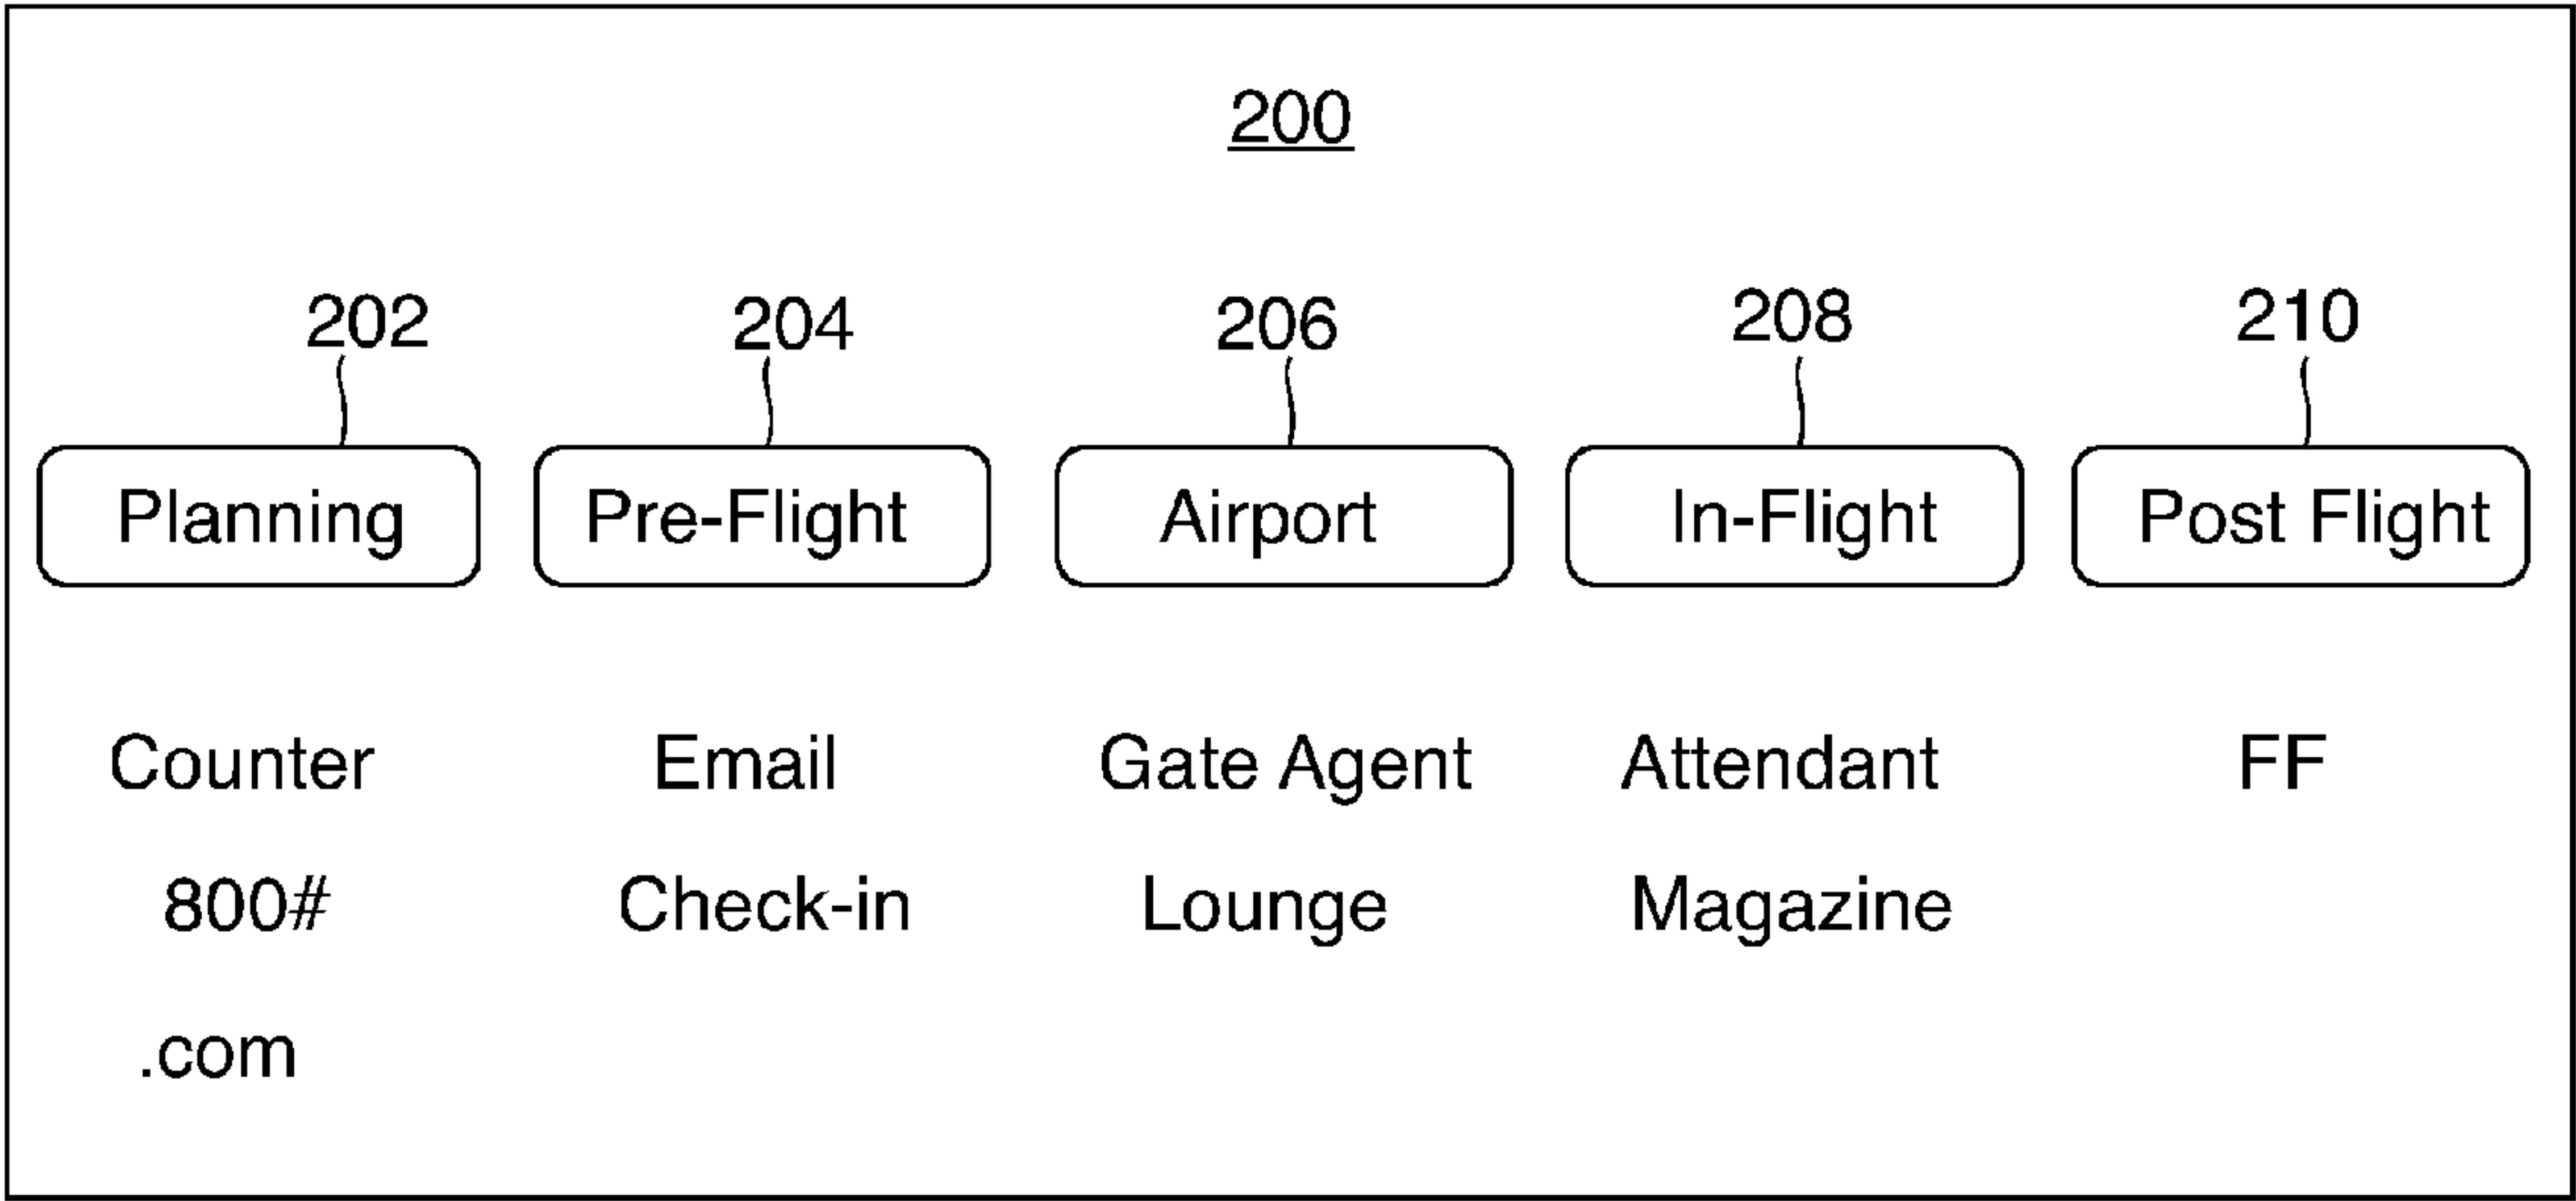 200
202 204 206 208 210
Planning Pre-Flight Airport In-Flight Post Flight
Counter Email Gate Agent Attendant FF
800# Check-in Lounge Magazine
.com